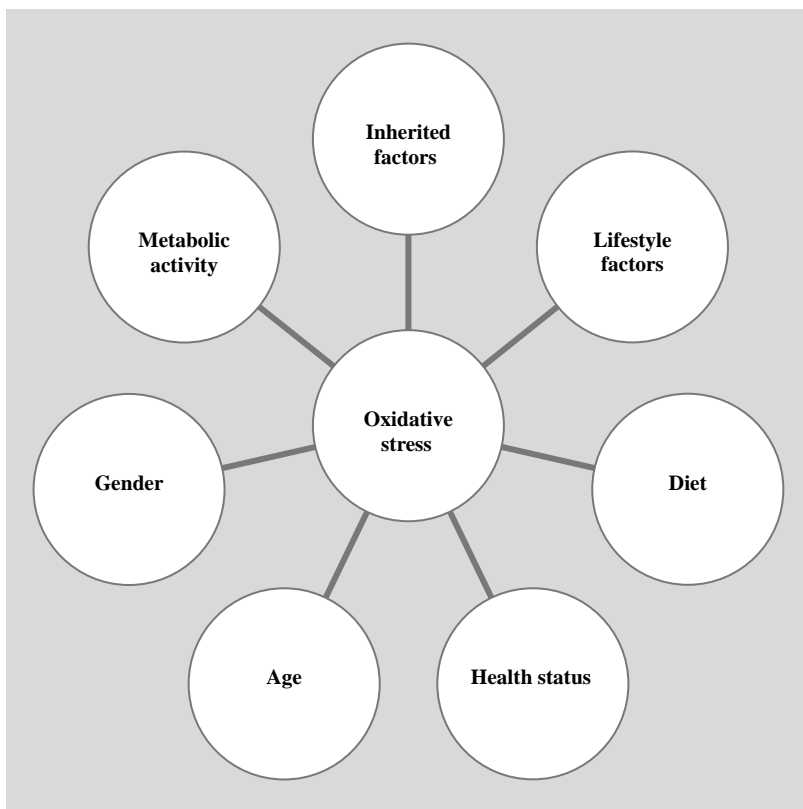 Inherited
factors
Metabolic
activity
Lifestyle
factors
Oxidative
stress
Gender
Diet
Age
Health status